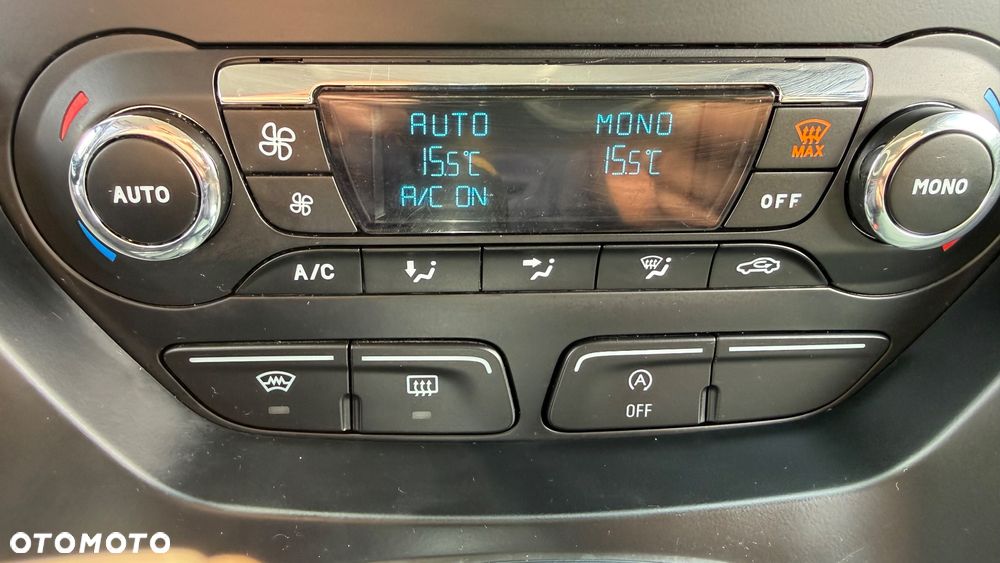 AUTO MONO
15.5°C 15.5°C
A/C ON
MAX
AUTO
OFF
MONO
A/C
A
OFF
OTOMOTO